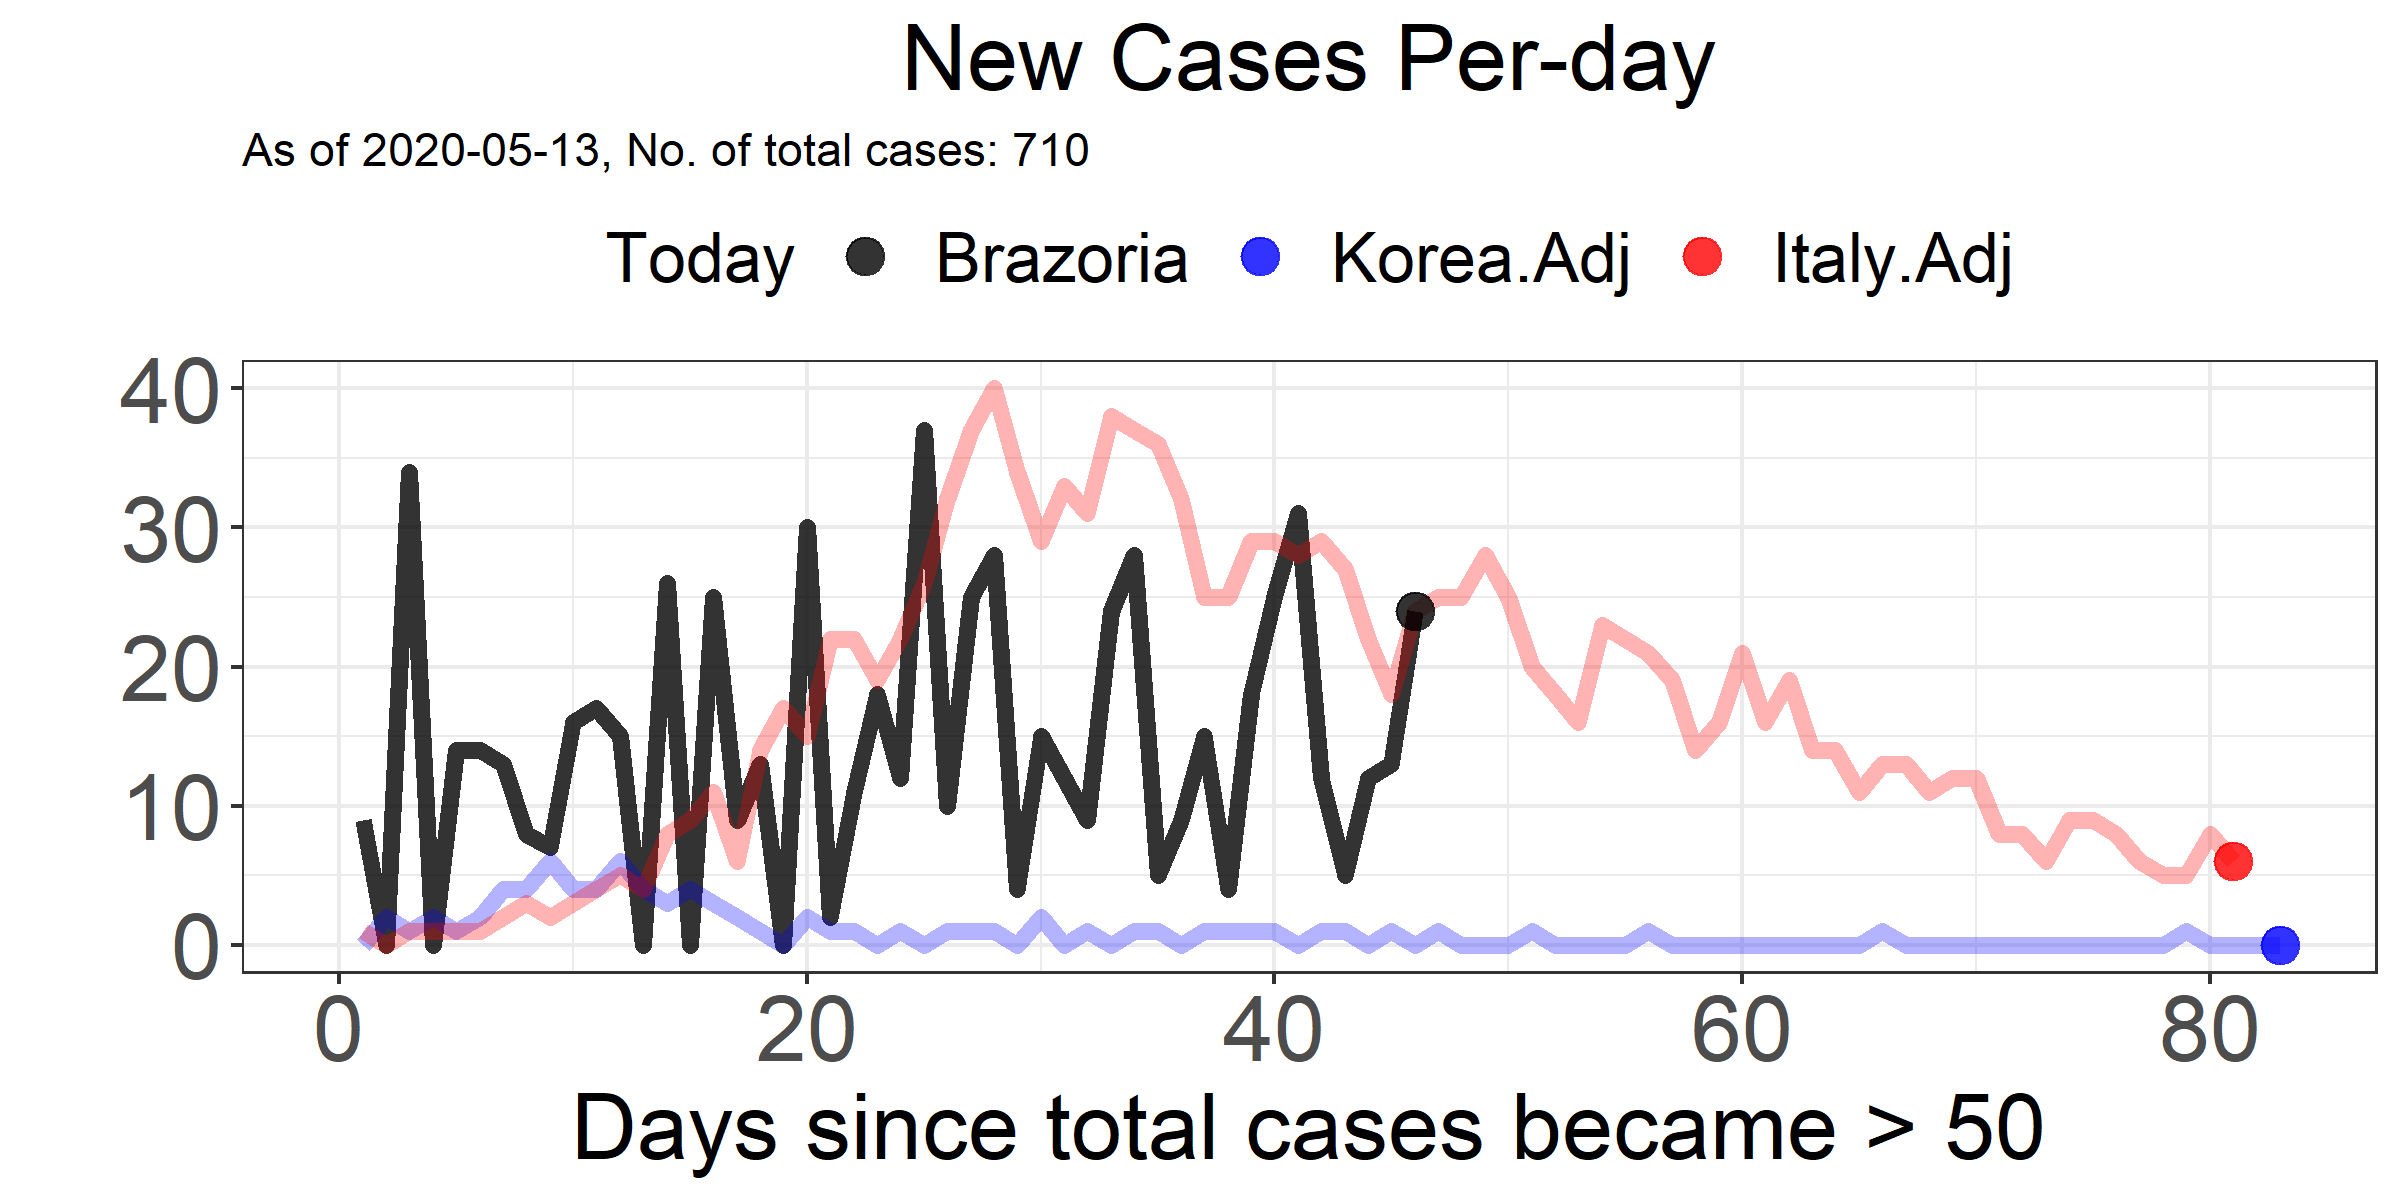 New Cases Per-day
As of 2020-05-13, No. of total cases: 710
Today Brazoria Korea.Adj Italy.Adj
40
30
20
10
0
0 20 40 60 80
Days since total cases became > 50